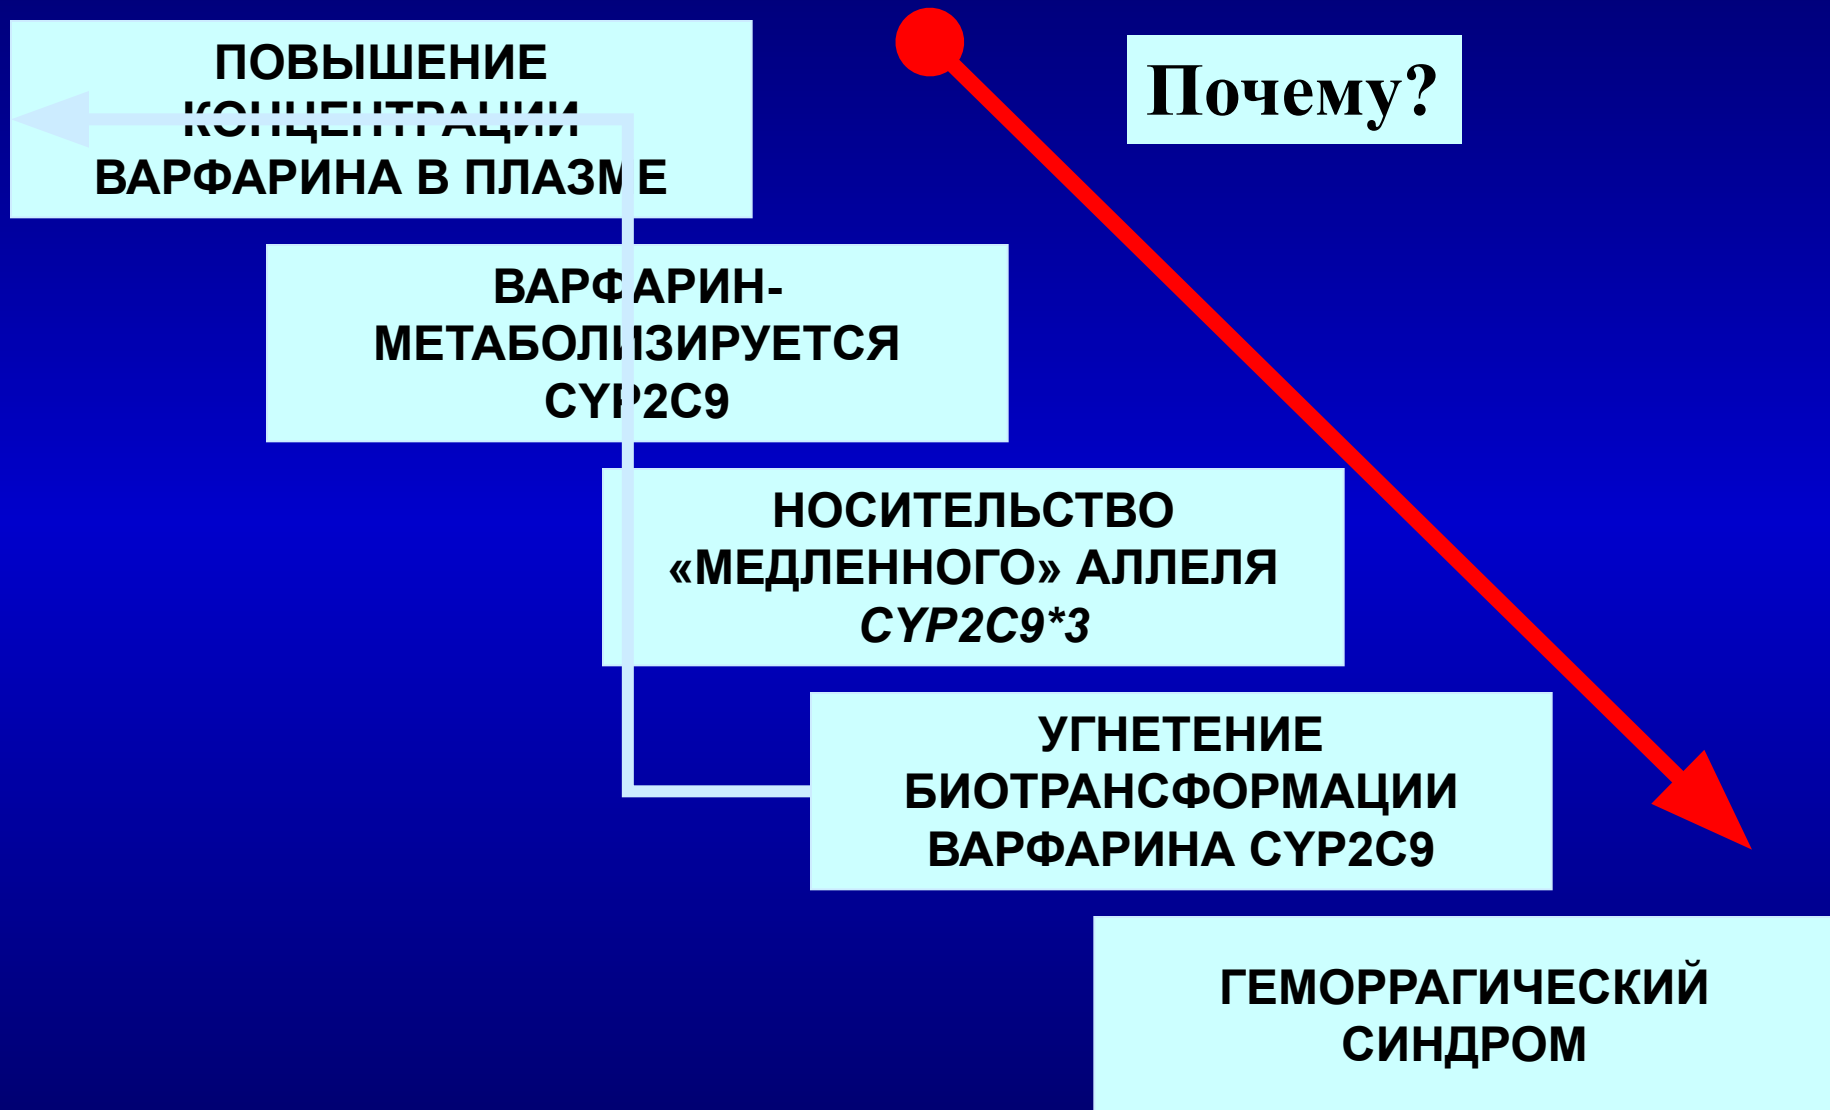 ПОВЫШЕНИЕ
КОНЦЕНТРАЦИИ
ВАРФАРИНА В ПЛАЗМЕ
Почему?
ВАРФАРИН-
МЕТАБОЛИЗИРУЕТСЯ
CYP2C9
НОСИТЕЛЬСТВО
«МЕДЛЕННОГО» АЛЛЕЛЯ
CYP2C9*3
УГНЕТЕНИЕ
БИОТРАНСФОРМАЦИИ
ВАРФАРИНА CYP2C9
ГЕМОРРАГИЧЕСКИЙ
СИНДРОМ